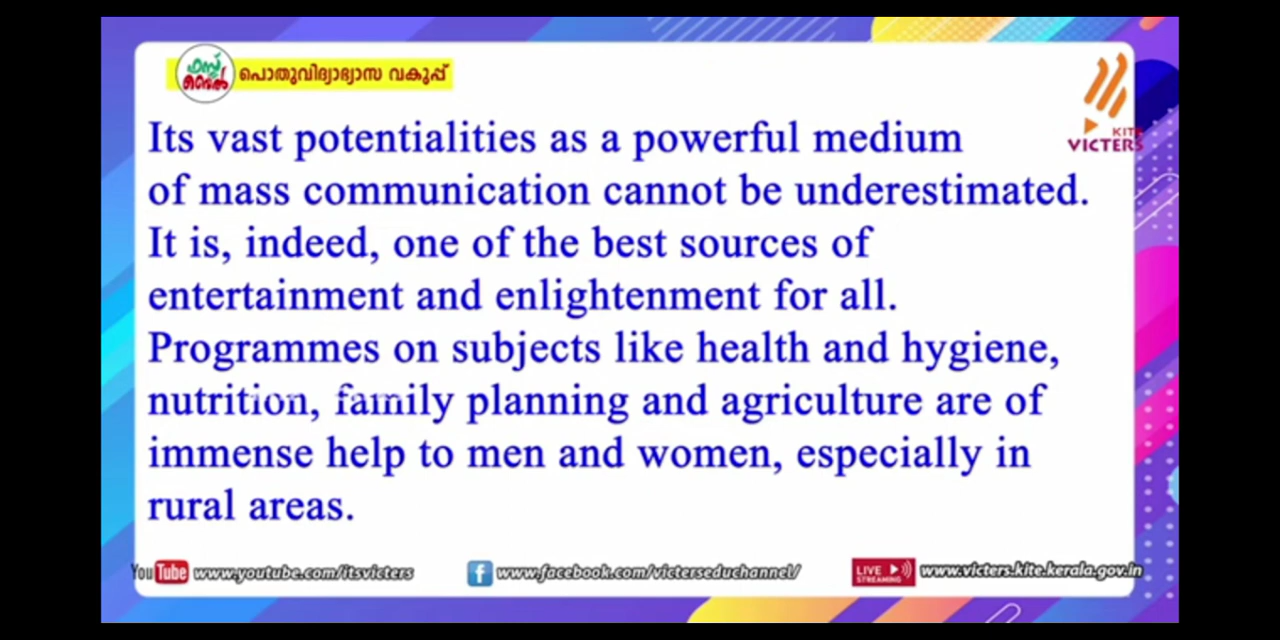 ഫസ്റ്റ്
ബെൽ
പൊതുവിദ്യാഭ്യാസ വകുപ്പ്
KITE
VICTERS
Its vast potentialities as a powerful medium
of mass communication cannot be underestimated.
It is, indeed, one of the best sources of
entertainment and enlightenment for all.
Programmes on subjects like health and hygiene,
nutrition, family planning and agriculture are of
immense help to men and women, especially in
rural areas.
YouTube www.youtube.com/itsvicters
f www.facebook.com/victerseduchannel/
LIVE
STREAMING
www.victers.kite.kerala.gov.in